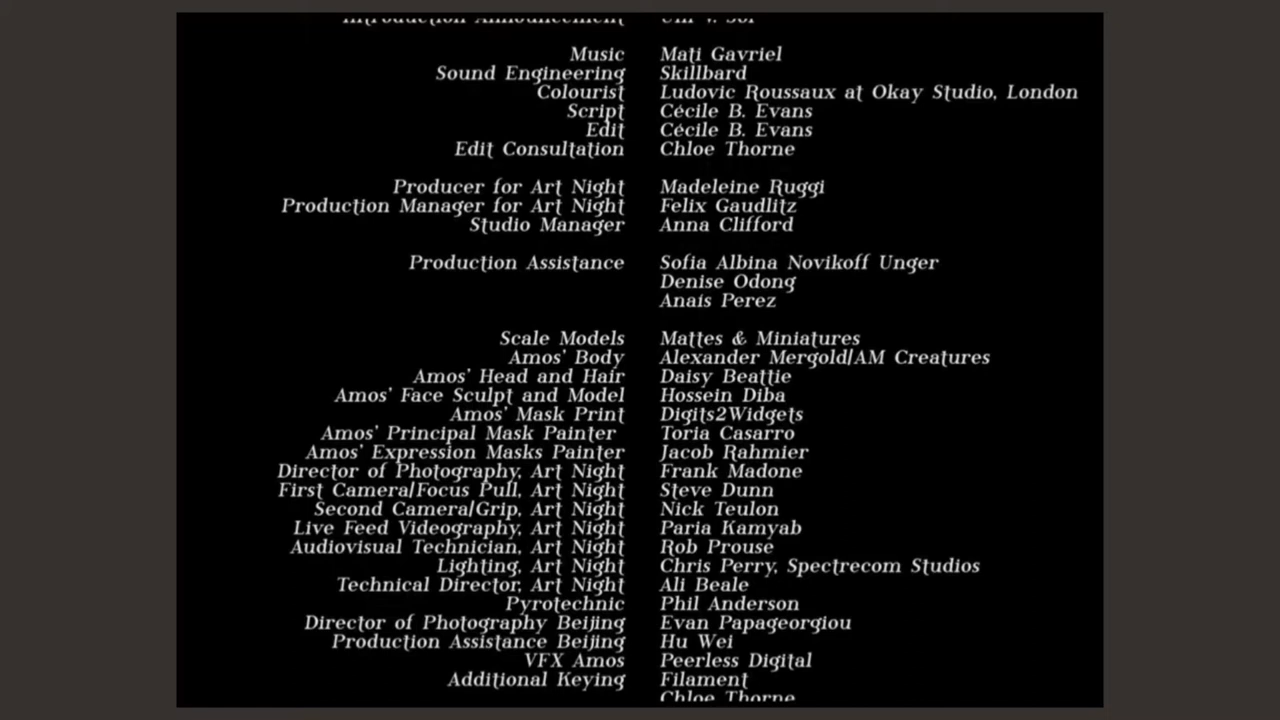 Music Mati Gavriel
Sound Engineering Skillbard
Colourist Ludovic Roussaux at Okay Studio, London
Script Cécile B. Evans
Edit Cécile B. Evans
Edit Consultation Chloe Thorne
Producer for Art Night Madeleine Ruggi
Production Manager for Art Night Felix Gaudlitz
Studio Manager Anna Clifford
Production Assistance Sofia Albina Novikoff Unger
Denise Odong
Anaïs Perez
Scale Models Mattes & Miniatures
Amos' Body Alexander Mergold/AM Creatures
Amos' Head and Hair Daisy Beattie
Amos' Face Sculpt and Model Hossein Diba
Amos' Mask Print Digits2Widgets
Amos' Principal Mask Painter Toria Casarro
Amos' Expression Masks Painter Jacob Rahmier
Director of Photography, Art Night Frank Madone
First Camera/Focus Pull, Art Night Steve Dunn
Second Camera/Grip, Art Night Nick Teulon
Live Feed Videography, Art Night Paria Kamyab
Audiovisual Technician, Art Night Rob Prouse
Lighting, Art Night Chris Perry, Spectrecom Studios
Technical Director, Art Night Ali Beale
Pyrotechnic Phil Anderson
Director of Photography Beijing Evan Papageorgiou
Production Assistance Beijing Hu Wei
VFX Amos Peerless Digital
Additional Keying Filament
Chloe Thorne